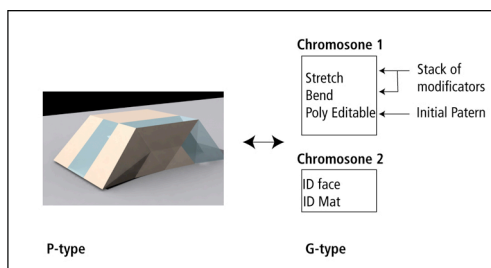 Chromosone 1
Stretch
Bend
Poly Editable
Stack of
modificators
Initial Patern
Chromosone 2
ID face
ID Mat
P-type
G-type